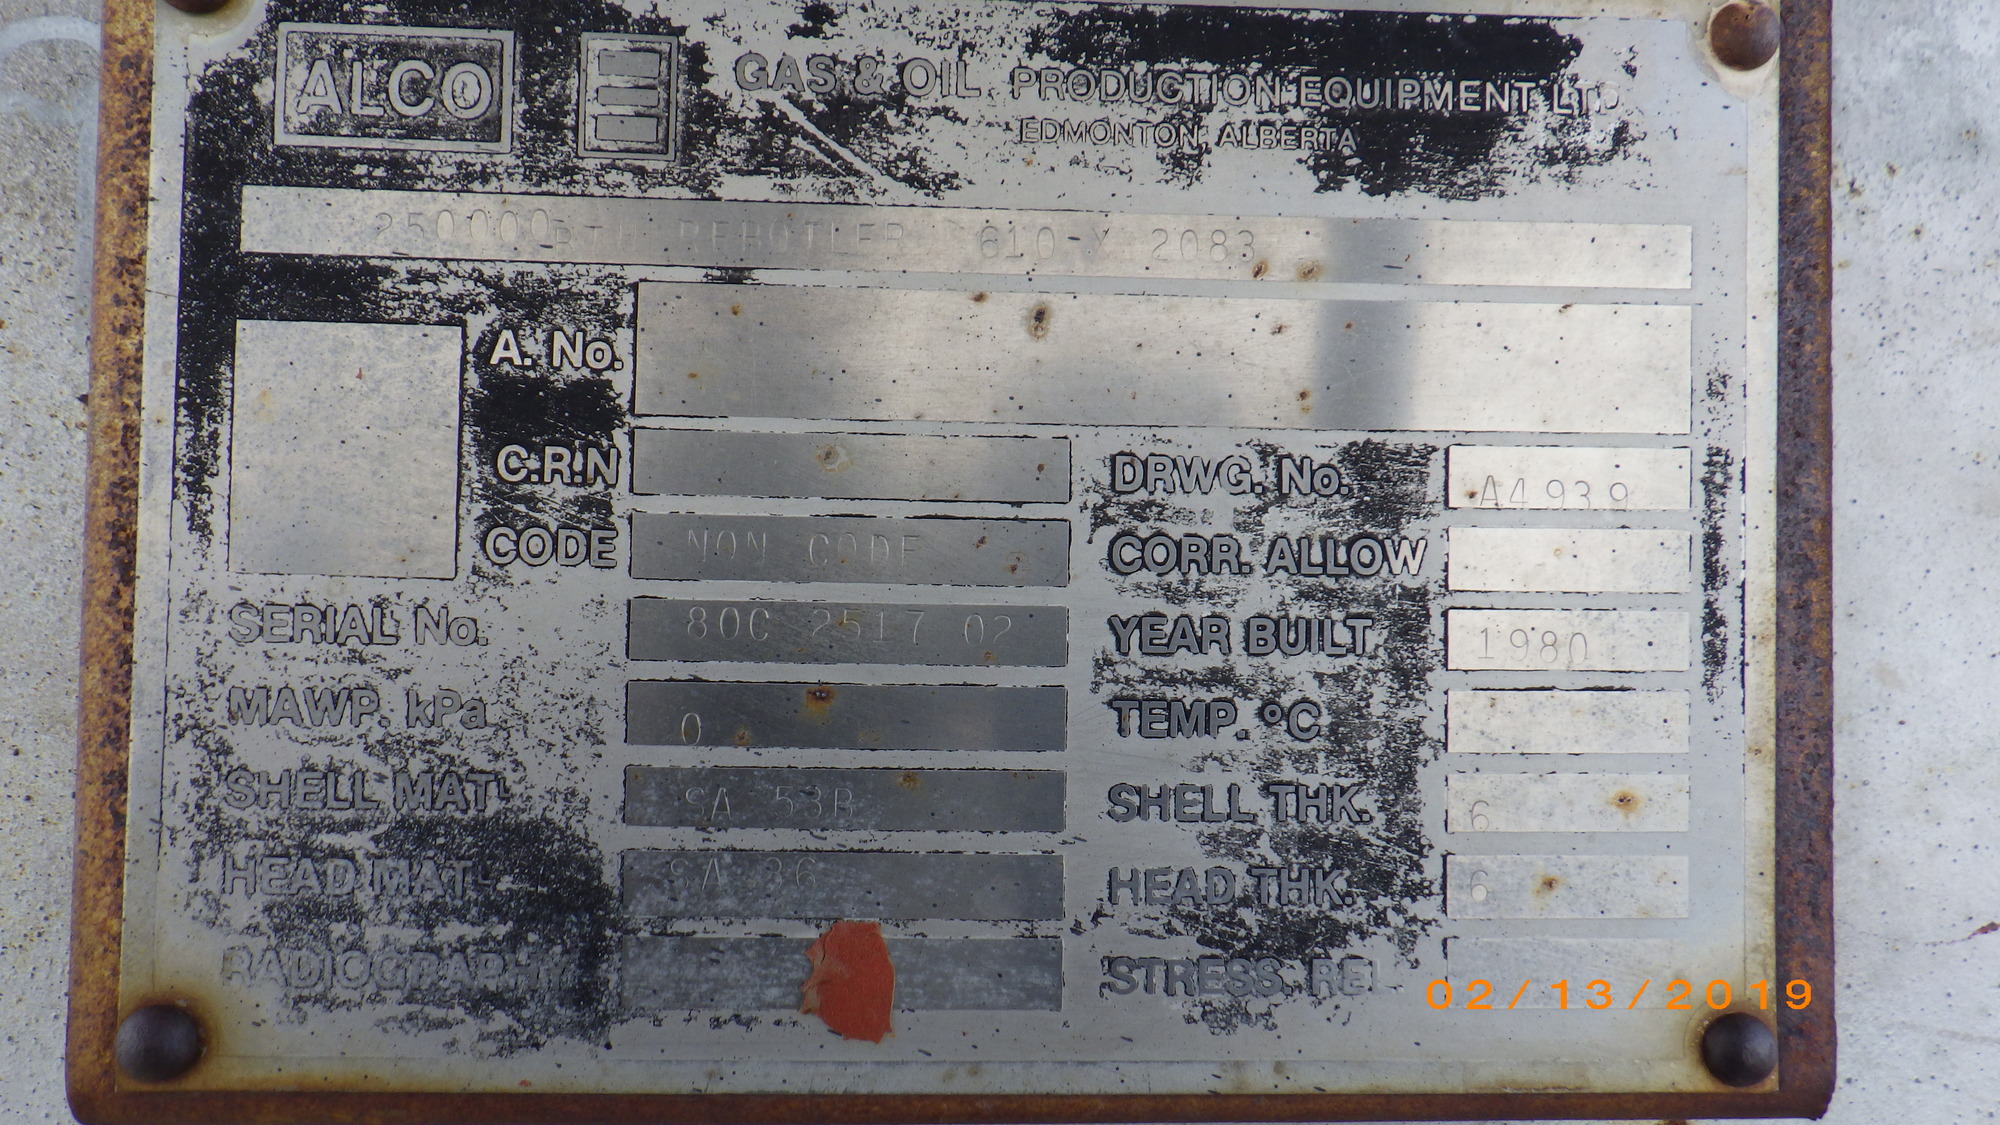 ALCO GAS & OIL PRODUCTION EQUIPMENT LTD
EDMONTON, ALBERTA
250000 BTU REBOILER 610-X 2083
A. No.
C.R.N
DRWG. No. A4939
CODE NON CODE
CORR. ALLOW
SERIAL No. 80C 2517 02
YEAR BUILT 1980
MAWP. kPa 0
TEMP. °C
SHELL MATL SA 53B
SHELL THK. 6
HEAD MATL SA 36
HEAD THK. 6
RADIOGRAPHY
STRESS. REL
02/13/2019